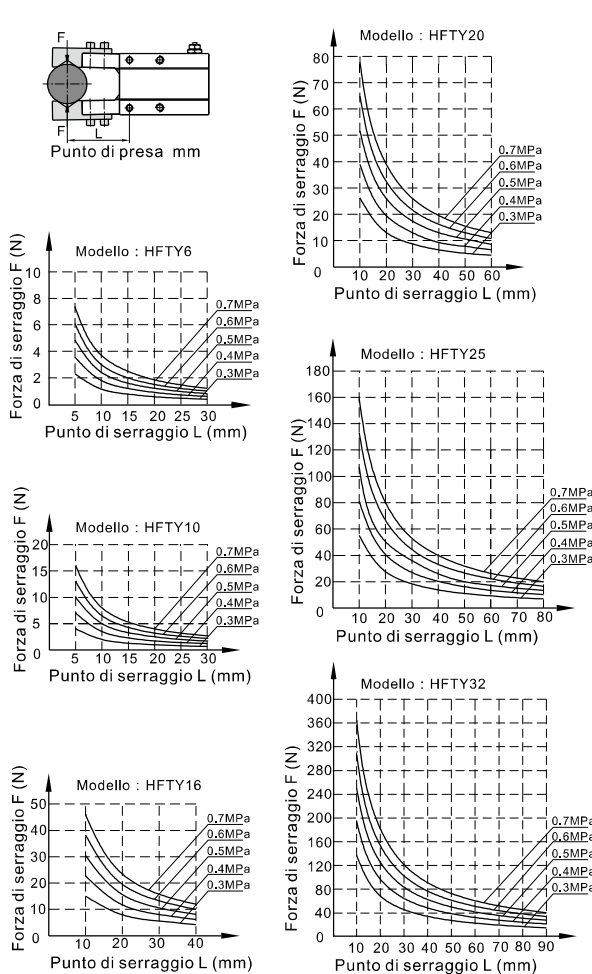 F
F
L
Punto di presa mm
Modello : HFTY6
Forza di serraggio F (N)
10
8
6
4
2
0
0.7MPa
0.6MPa
0.5MPa
0.4MPa
0.3MPa
5 10 15 20 25 30
Punto di serraggio L (mm)
Modello : HFTY10
Forza di serraggio F (N)
20
15
10
5
0
0.7MPa
0.6MPa
0.5MPa
0.4MPa
0.3MPa
5 10 15 20 25 30
Punto di serraggio L (mm)
Modello : HFTY16
Forza di serraggio F (N)
50
40
30
20
10
0
0.7MPa
0.6MPa
0.5MPa
0.4MPa
0.3MPa
10 20 30 40
Punto di serraggio L (mm)
Modello : HFTY20
Forza di serraggio F (N)
80
70
60
50
40
30
20
10
0
0.7MPa
0.6MPa
0.5MPa
0.4MPa
0.3MPa
10 20 30 40 50 60
Punto di serraggio L (mm)
Modello : HFTY25
Forza di serraggio F (N)
180
160
140
120
100
80
60
40
20
0
0.7MPa
0.6MPa
0.5MPa
0.4MPa
0.3MPa
10 20 30 40 50 60 70 80
Punto di serraggio L (mm)
Modello : HFTY32
Forza di serraggio F (N)
400
360
320
280
240
200
160
120
80
40
0
0.7MPa
0.6MPa
0.5MPa
0.4MPa
0.3MPa
10 20 30 40 50 60 70 80 90
Punto di serraggio L (mm)